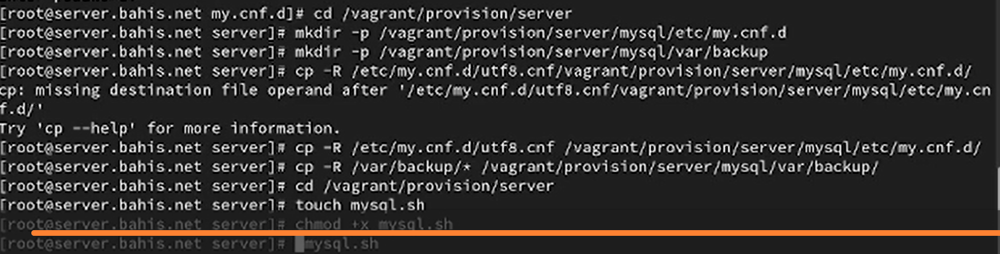 [root@server.bahis.net my.cnf.d]# cd /vagrant/provision/server
[root@server.bahis.net server]# mkdir -p /vagrant/provision/server/mysql/etc/my.cnf.d
[root@server.bahis.net server]# mkdir -p /vagrant/provision/server/mysql/var/backup
[root@server.bahis.net server]# cp -R /etc/my.cnf.d/utf8.cnf/vagrant/provision/server/mysql/etc/my.cnf.d/
cp: missing destination file operand after '/etc/my.cnf.d/utf8.cnf/vagrant/provision/server/mysql/etc/my.cn
f.d/'
Try 'cp --help' for more information.
[root@server.bahis.net server]# cp -R /etc/my.cnf.d/utf8.cnf /vagrant/provision/server/mysql/etc/my.cnf.d/
[root@server.bahis.net server]# cp -R /var/backup/* /vagrant/provision/server/mysql/var/backup/
[root@server.bahis.net server]# cd /vagrant/provision/server
[root@server.bahis.net server]# touch mysql.sh
[root@server.bahis.net server]# chmod +x mysql.sh
[root@server.bahis.net server]# mysql.sh